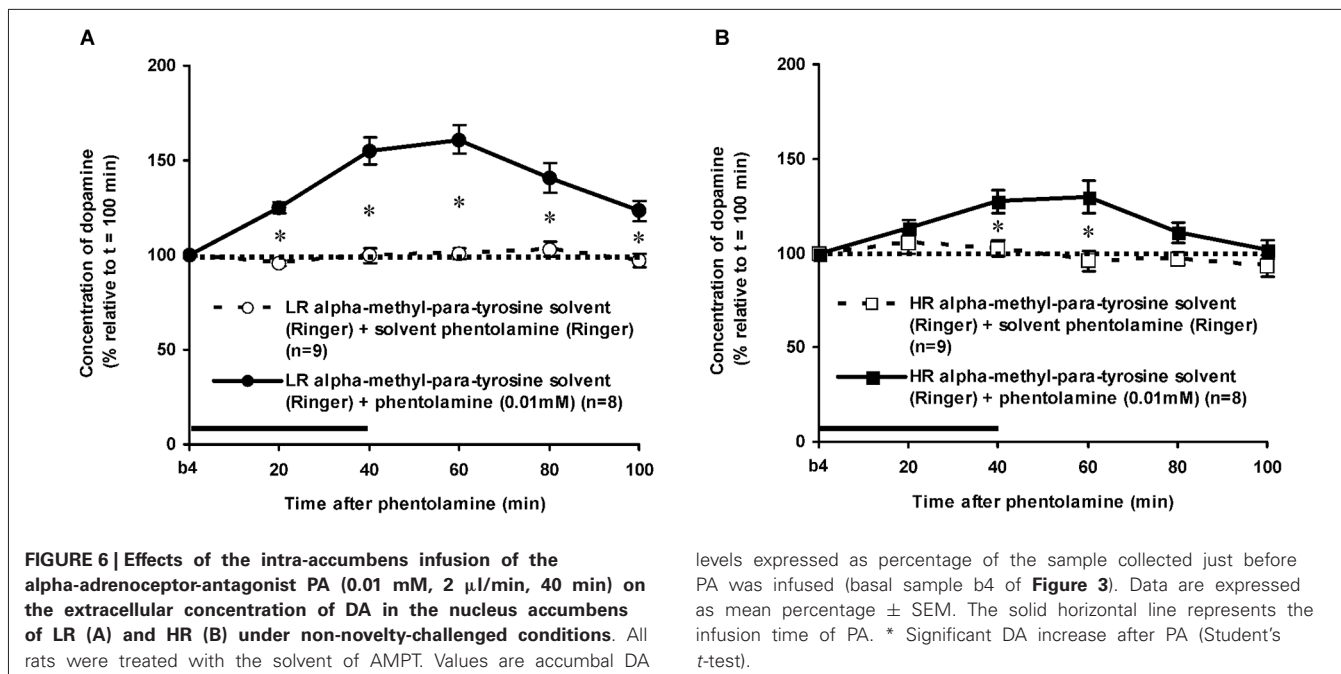 A
200
150
100
50
0
Concentration of dopamine
(% relative to t = 100 min)
*
*
*
*
*
LR alpha-methyl-para-tyrosine solvent
(Ringer) + solvent phentolamine (Ringer)
(n=9)
LR alpha-methyl-para-tyrosine solvent
(Ringer) + phentolamine (0.01mM) (n=8)
b4 20 40 60 80 100
Time after phentolamine (min)
B
200
150
100
50
0
Concentration of dopamine
(% relative to t = 100 min)
*
*
HR alpha-methyl-para-tyrosine solvent
(Ringer) + solvent phentolamine (Ringer)
(n=9)
HR alpha-methyl-para-tyrosine solvent
(Ringer) + phentolamine (0.01mM) (n=8)
b4 20 40 60 80 100
Time after phentolamine (min)
FIGURE 6 | Effects of the intra-accumbens infusion of the
alpha-adrenoceptor-antagonist PA (0.01 mM, 2 μl/min, 40 min) on
the extracellular concentration of DA in the nucleus accumbens
of LR (A) and HR (B) under non-novelty-challenged conditions. All
rats were treated with the solvent of AMPT. Values are accumbal DA
levels expressed as percentage of the sample collected just before
PA was infused (basal sample b4 of Figure 3). Data are expressed
as mean percentage ± SEM. The solid horizontal line represents the
infusion time of PA. * Significant DA increase after PA (Student's
t-test).